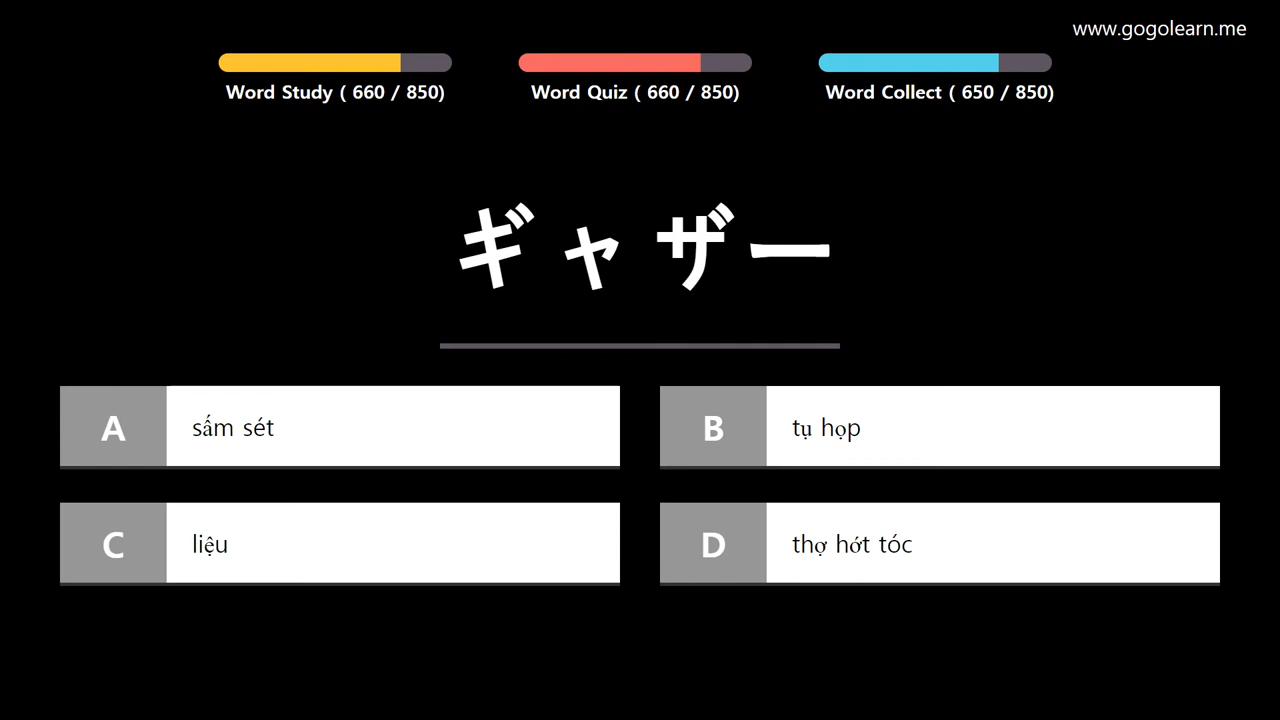 www.gogolearn.me
Word Study ( 660 / 850)
Word Quiz ( 660 / 850)
Word Collect ( 650 / 850)
ギャザー
A sấm sét
B tụ họp
C liệu
D thợ hớt tóc